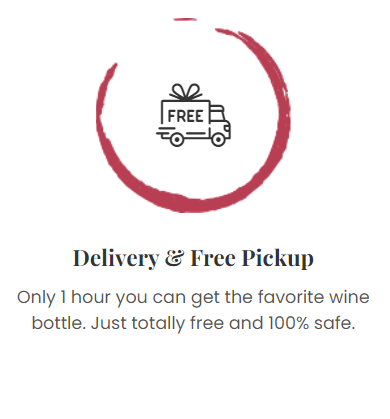 FREE
Delivery & Free Pickup
Only 1 hour you can get the favorite wine
bottle. Just totally free and 100% safe.